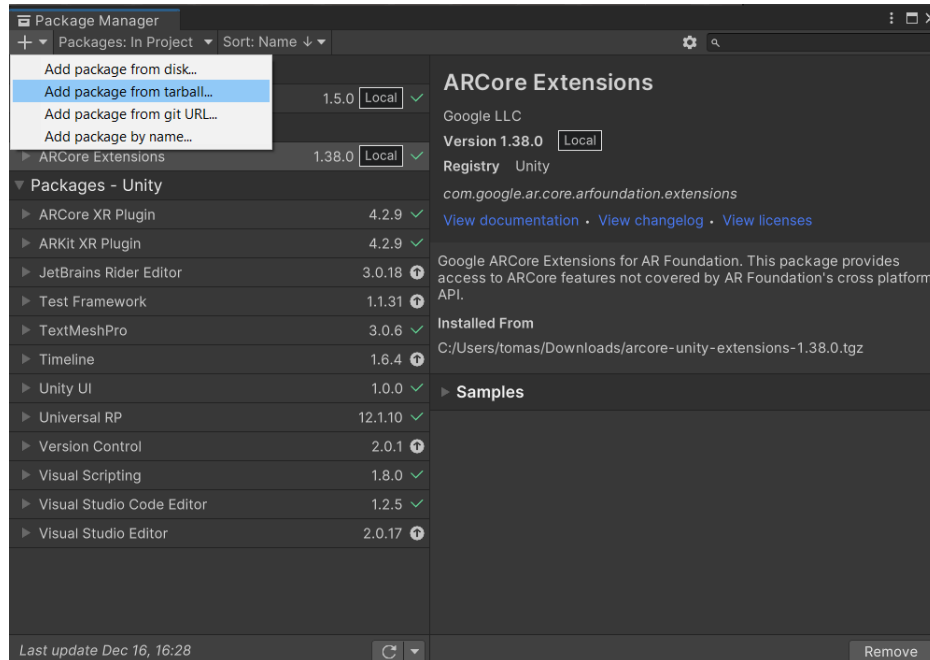 Package Manager
+ Packages: In Project Sort: Name ↓
Add package from disk...
Add package from tarball...
Add package from git URL...
Add package by name...
1.5.0 Local
ARCore Extensions 1.38.0 Local
Packages - Unity
ARCore XR Plugin 4.2.9
ARKit XR Plugin 4.2.9
JetBrains Rider Editor 3.0.18
Test Framework 1.1.31
TextMeshPro 3.0.6
Timeline 1.6.4
Unity UI 1.0.0
Universal RP 12.1.10
Version Control 2.0.1
Visual Scripting 1.8.0
Visual Studio Code Editor 1.2.5
Visual Studio Editor 2.0.17
Last update Dec 16, 16:28
ARCore Extensions
Google LLC
Version 1.38.0 Local
Registry Unity
com.google.ar.core.arfoundation.extensions
View documentation • View changelog • View licenses
Google ARCore Extensions for AR Foundation. This package provides
access to ARCore features not covered by AR Foundation's cross platform
API.
Installed From
C:/Users/tomas/Downloads/arcore-unity-extensions-1.38.0.tgz
Samples
Remove